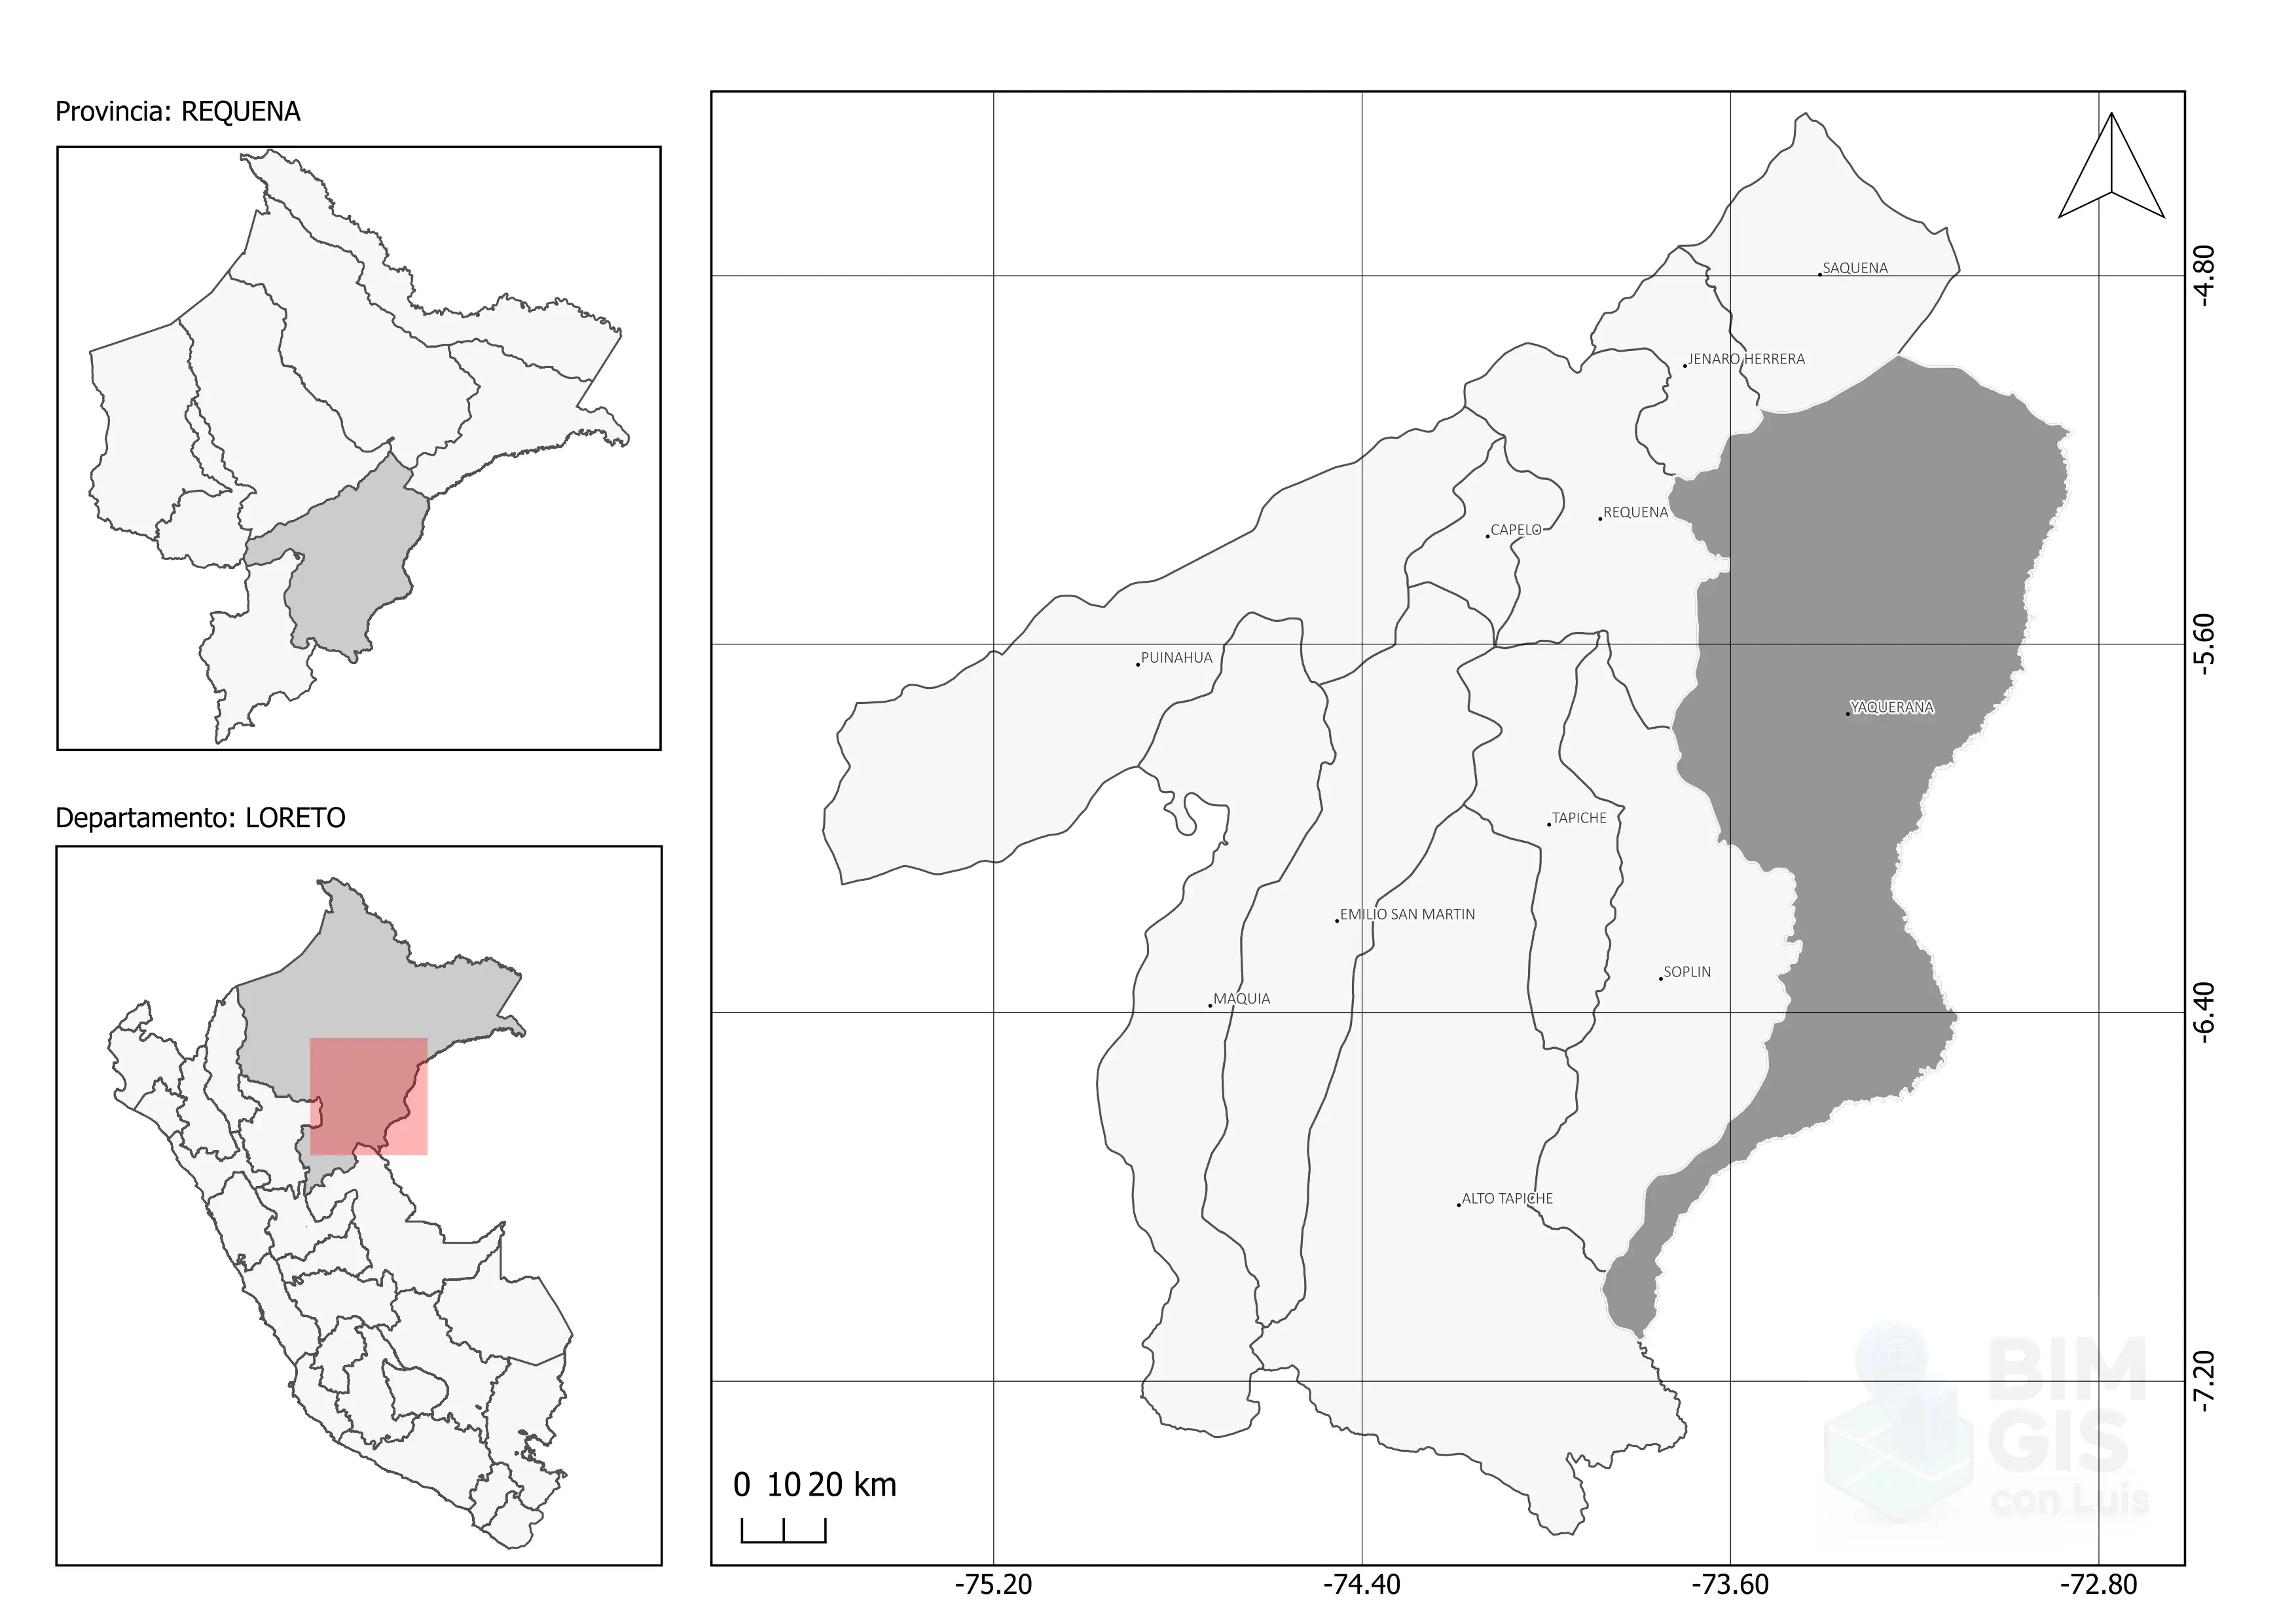 Provincia: REQUENA
Departamento: LORETO
SAQUENA
JENARO HERRERA
REQUENA
CAPELO
PUINAHUA
YAQUERANA
TAPICHE
EMILIO SAN MARTIN
SOPLIN
MAQUIA
ALTO TAPICHE
-4.80
-5.60
-6.40
-7.20
BIM
GIS
con Luis
0 10 20 km
-75.20 -74.40 -73.60 -72.80